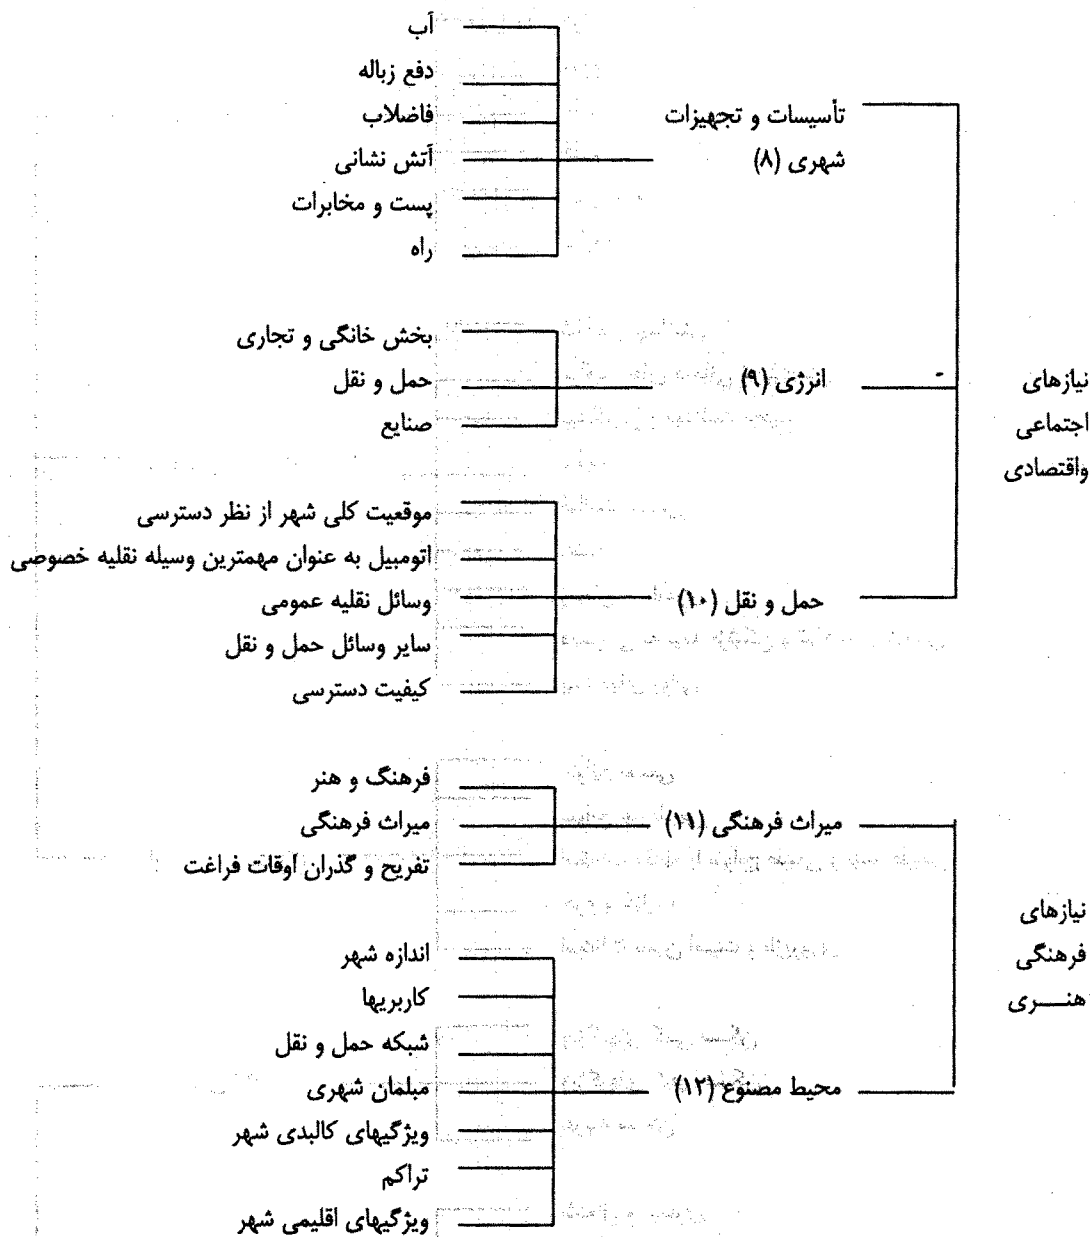 نیازهای
اجتماعی
واقتصادی
تأسیسات و تجهیزات
شهری (۸)
آب
دفع زباله
فاضلاب
آتش نشانی
پست و مخابرات
راه
انرژی (۹)
بخش خانگی و تجاری
حمل و نقل
صنایع
حمل و نقل (۱۰)
موقعیت کلی شهر از نظر دسترسی
اتومبیل به عنوان مهمترین وسیله نقلیه خصوصی
وسائل نقلیه عمومی
سایر وسائل حمل و نقل
کیفیت دسترسی
نیازهای
فرهنگی
هنــــری
میراث فرهنگی (۱۱)
فرهنگ و هنر
میراث فرهنگی
تفریح و گذران اوقات فراغت
محیط مصنوع (۱۲)
اندازه شهر
کاربریها
شبکه حمل و نقل
مبلمان شهری
ویژگیهای کالبدی شهر
تراکم
ویژگیهای اقلیمی شهر